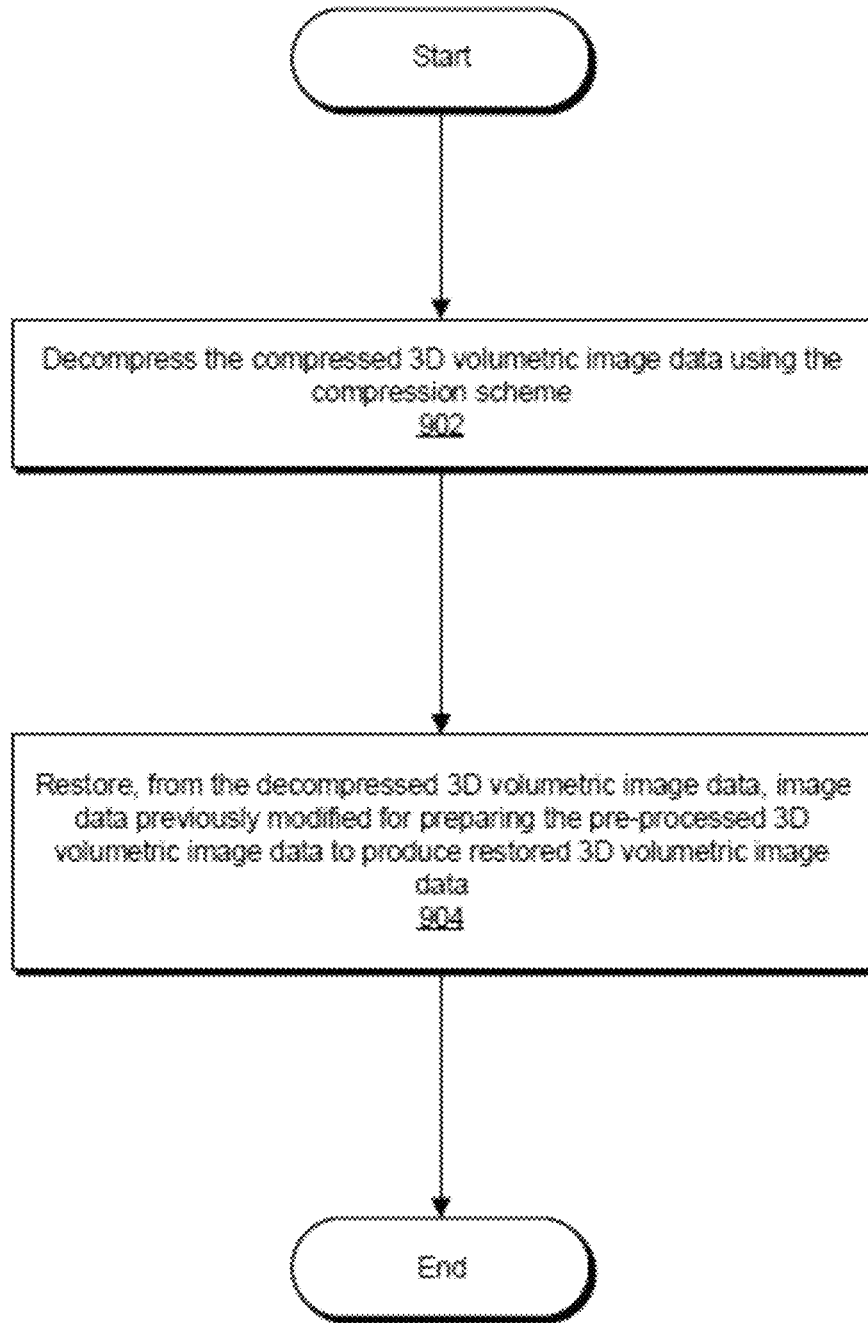 Start
Decompress the compressed 3D volumetric image data using the
compression scheme
902
Restore, from the decompressed 3D volumetric image data, image
data previously modified for preparing the pre-processed 3D
volumetric image data to produce restored 3D volumetric image
data
904
End